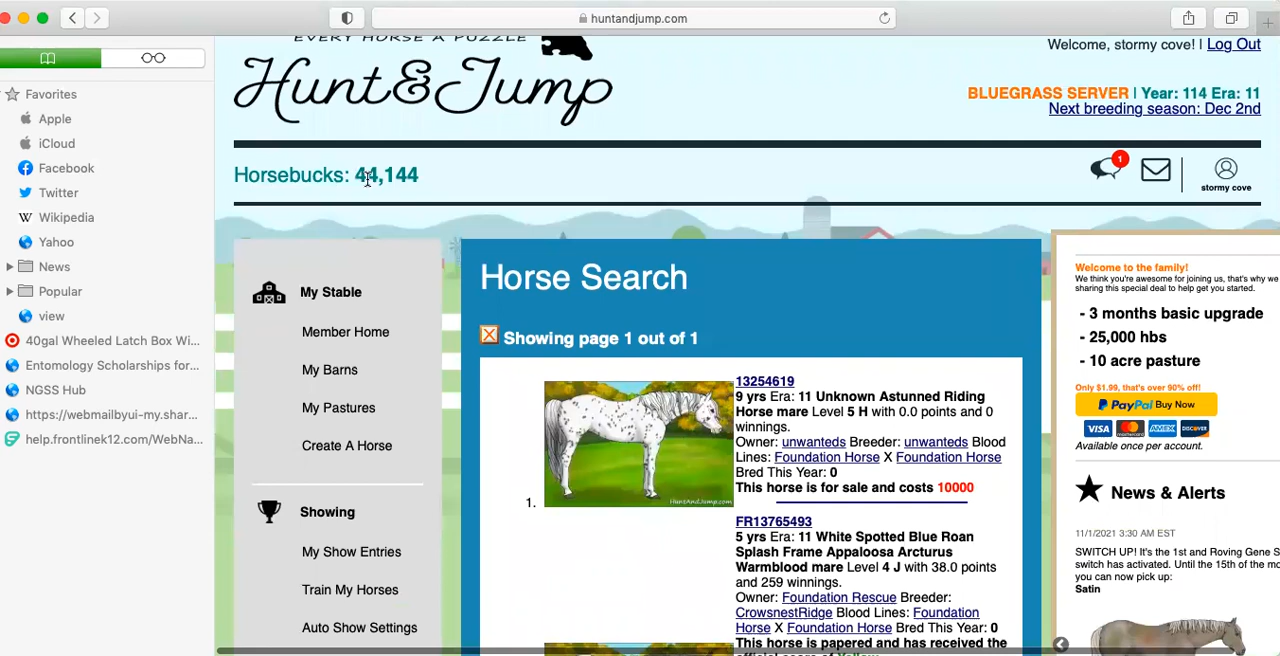 huntandjump.com
Favorites
Apple
iCloud
Facebook
Twitter
Wikipedia
Yahoo
News
Popular
view
40gal Wheeled Latch Box Wi...
Entomology Scholarships for...
NGSS Hub
https://webmailbyui-my.shar...
help.frontlinek12.com/WebNa...
EVERY HORSE A PUZZLE
Hunt&Jump
Welcome, stormy cove! | Log Out
BLUEGRASS SERVER | Year: 114 Era: 11
Next breeding season: Dec 2nd
Horsebucks: 44,144
1
stormy cove
My Stable
Member Home
My Barns
My Pastures
Create A Horse
Showing
My Show Entries
Train My Horses
Auto Show Settings
Horse Search
Showing page 1 out of 1
1.
HuntAndJump.com
13254619
9 yrs Era: 11 Unknown Astunned Riding
Horse mare Level 5 H with 0.0 points and 0
winnings.
Owner: unwanteds Breeder: unwanteds Blood
Lines: Foundation Horse X Foundation Horse
Bred This Year: 0
This horse is for sale and costs 10000
FR13765493
5 yrs Era: 11 White Spotted Blue Roan
Splash Frame Appaloosa Arcturus
Warmblood mare Level 4 J with 38.0 points
and 259 winnings.
Owner: Foundation Rescue Breeder:
CrowsnestRidge Blood Lines: Foundation
Horse X Foundation Horse Bred This Year: 0
This horse is papered and has received the
Welcome to the family!
We think you're awesome for joining us, that's why we
sharing this special deal to help get you started.
- 3 months basic upgrade
- 25,000 hbs
- 10 acre pasture
Only $1.99, that's over 90% off!
PayPal Buy Now
VISA AMEX DISCOVER
Available once per account.
News & Alerts
11/1/2021 3:30 AM EST
SWITCH UP! It's the 1st and Roving Gene S
switch has activated. Until the 15th of the mo
you can now pick up:
Satin